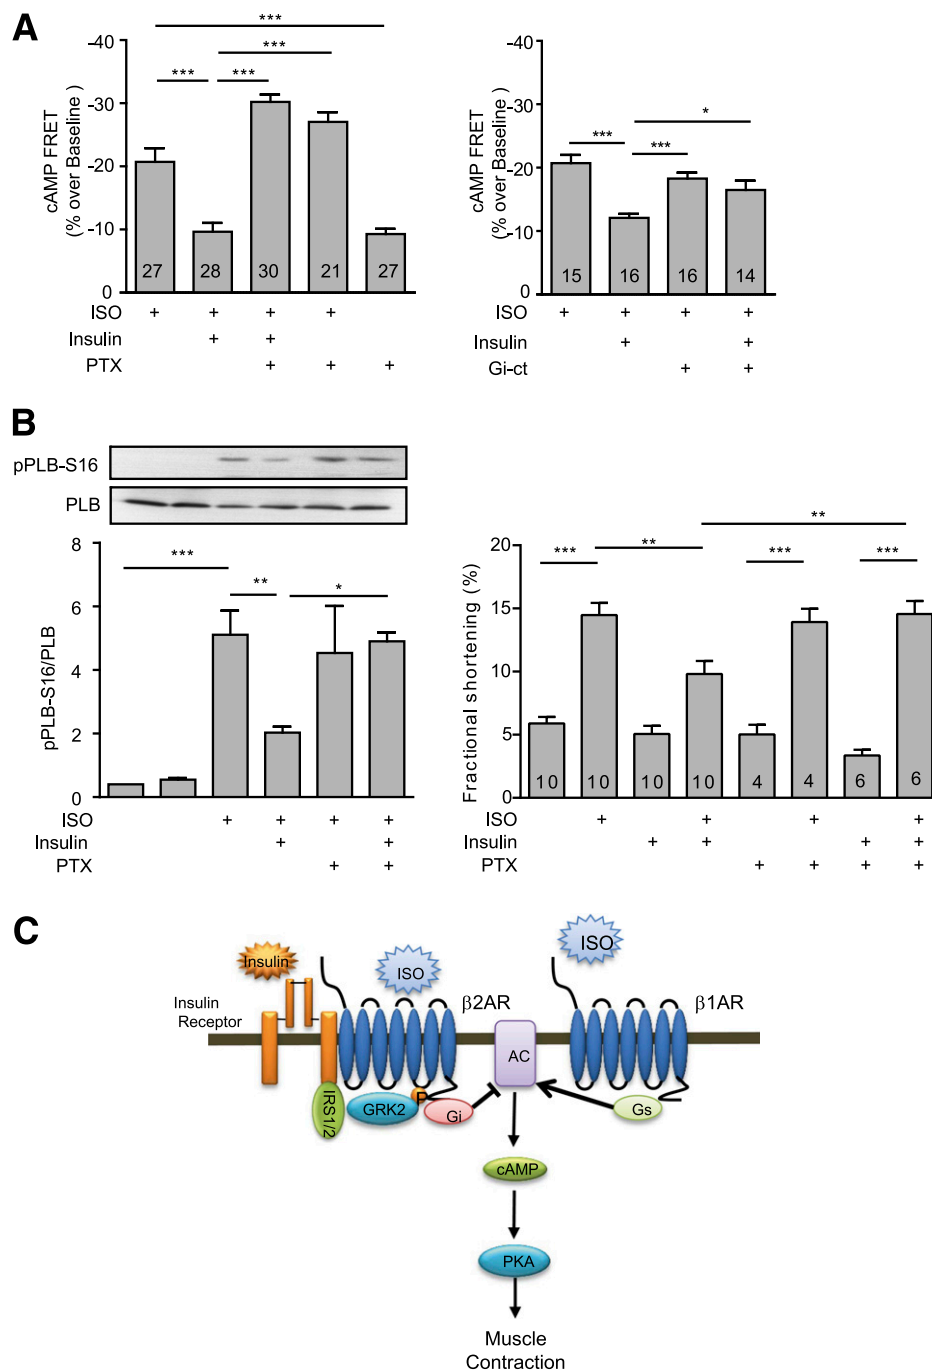 A
***
***
*** ***
cAMP FRET
(% over Baseline )
-40
-30
-20
-10
0
27 28 30 21 27
ISO + + + +
Insulin + +
PTX + + +
*
***
***
cAMP FRET
(% over Baseline )
-40
-30
-20
-10
0
15 16 16 14
ISO + + + +
Insulin + +
Gi-ct + +
B
pPLB-S16
PLB
***
**
*
pPLB-S16/PLB
8
6
4
2
0
ISO + + + +
Insulin + +
PTX + +
**
**
*** *** ***
Fractional shortening (%)
20
15
10
5
0
10 10 10 10 4 4 6 6
ISO + + + +
Insulin + + + +
PTX + + + +
C
Insulin
ISO
ISO
Insulin
Receptor
β2AR
β1AR
AC
IRS1/2
GRK2
P
Gi
Gs
cAMP
PKA
Muscle
Contraction